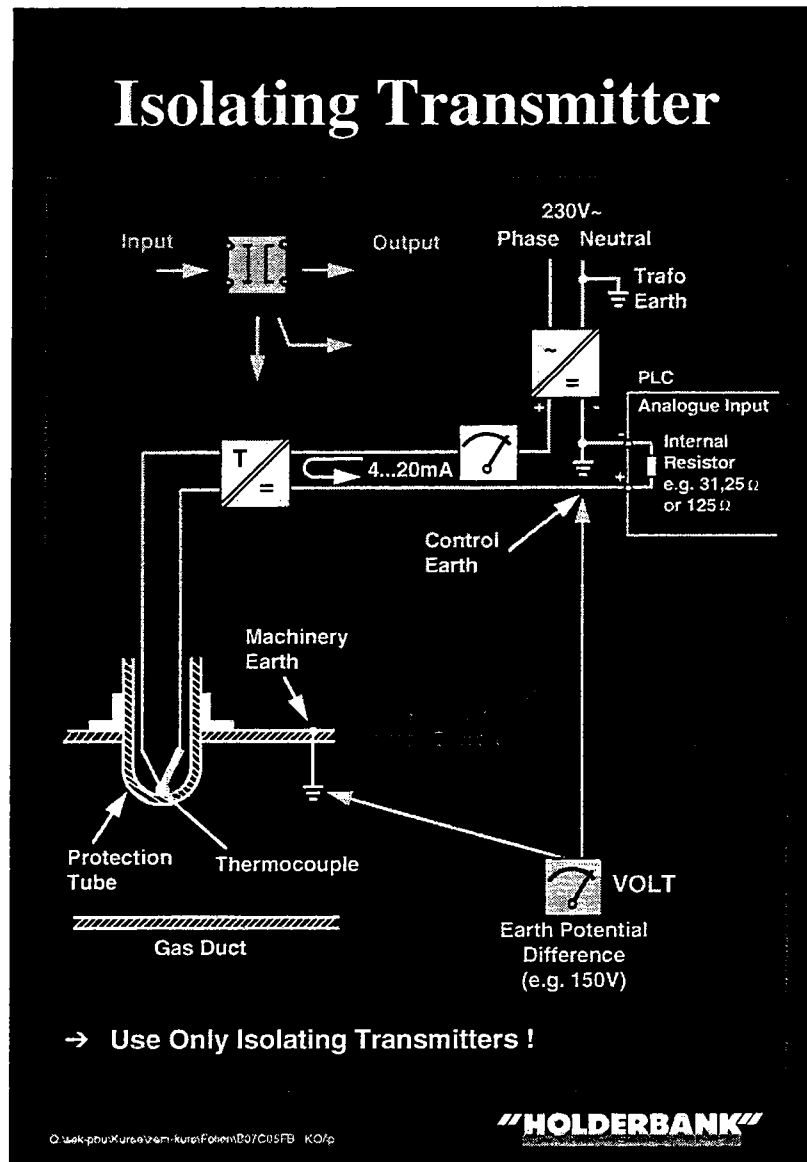 Isolating Transmitter
Input
Output
230V~
Phase Neutral
Trafo
Earth
~
=
+ -
PLC
Analogue Input
Internal
Resistor
e.g. 31,25 Ω
or 125 Ω
-
+
T
=
4...20mA
Control
Earth
Machinery
Earth
Protection
Tube
Thermocouple
Gas Duct
VOLT
Earth Potential
Difference
(e.g. 150V)
→ Use Only Isolating Transmitters !
"HOLDERBANK"